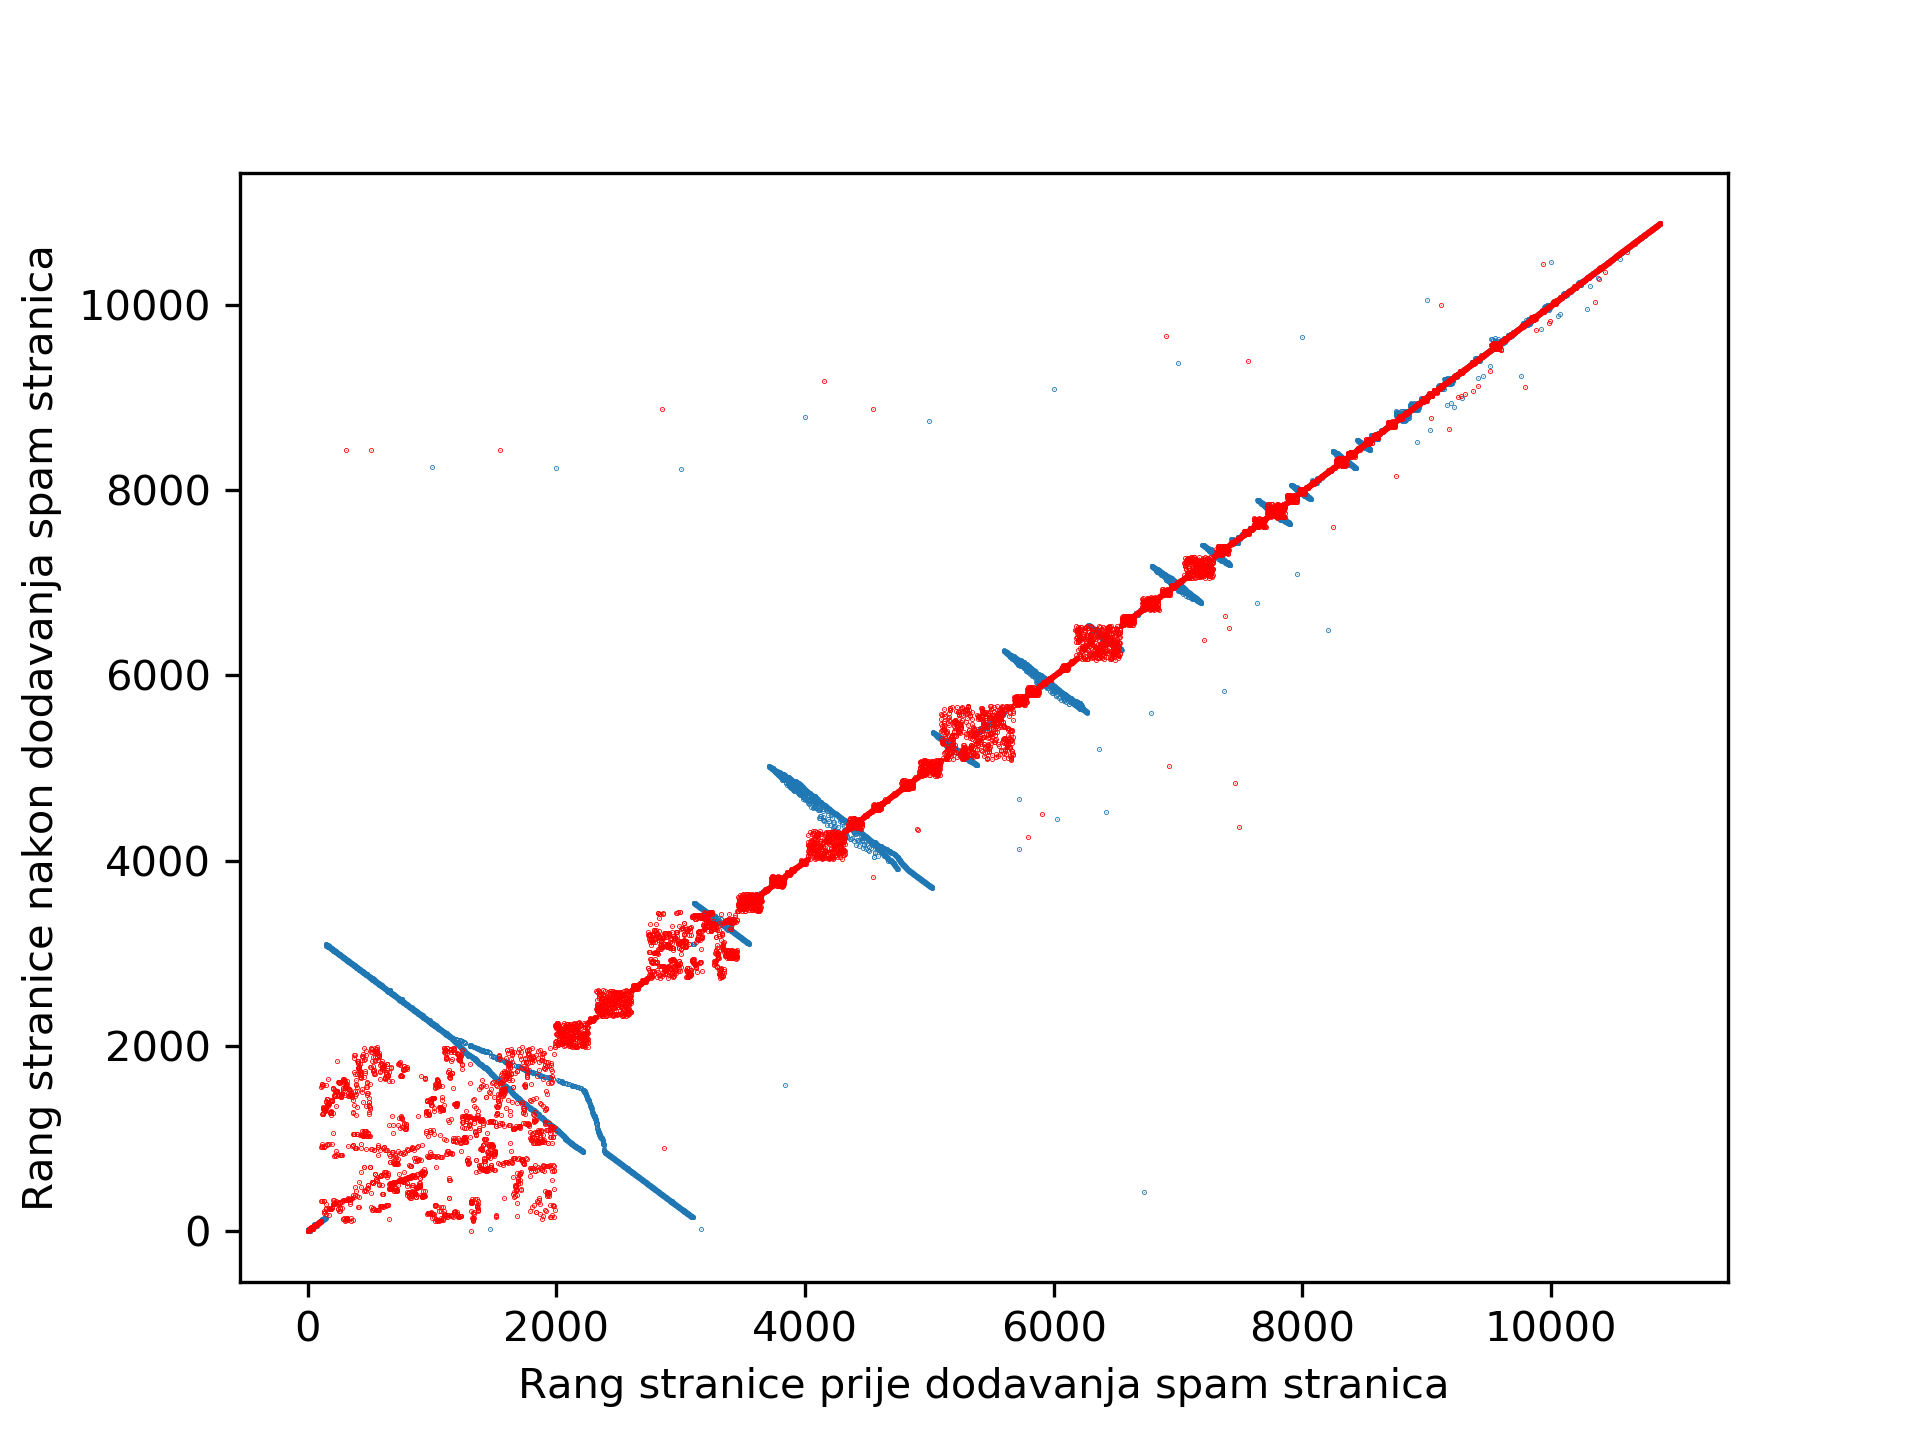 Rang stranice nakon dodavanja spam stranica
10000
8000
6000
4000
2000
0
0 2000 4000 6000 8000 10000
Rang stranice prije dodavanja spam stranica